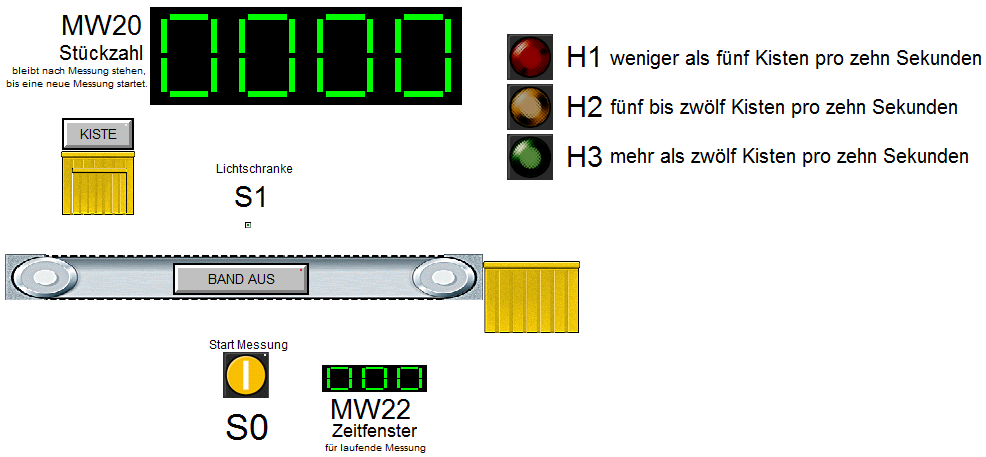 MW20
Stückzahl
bleibt nach Messung stehen,
bis eine neue Messung startet.
0000
H1 weniger als fünf Kisten pro zehn Sekunden
H2 fünf bis zwölf Kisten pro zehn Sekunden
H3 mehr als zwölf Kisten pro zehn Sekunden
KISTE
Lichtschranke
S1
BAND AUS
Start Messung
S0
000
MW22
Zeitfenster
für laufende Messung